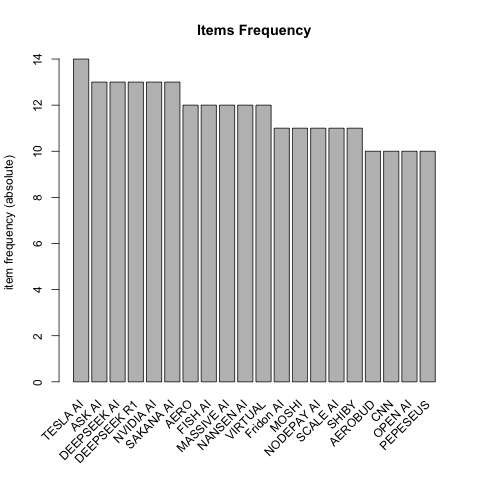 Items Frequency
item frequency (absolute)
14
12
10
8
6
4
2
0
TESLA AI
ASK AI
DEEPSEEK AI
DEEPSEEK R1
NVIDIA AI
SAKANA AI
AERO
FISH AI
MASSIVE AI
NANSEN AI
VIRTUAL
Fridon AI
MOSHI
NODEPAY AI
SCALE AI
SHIBY
AEROBUD
CNN
OPEN AI
PEPESEUS